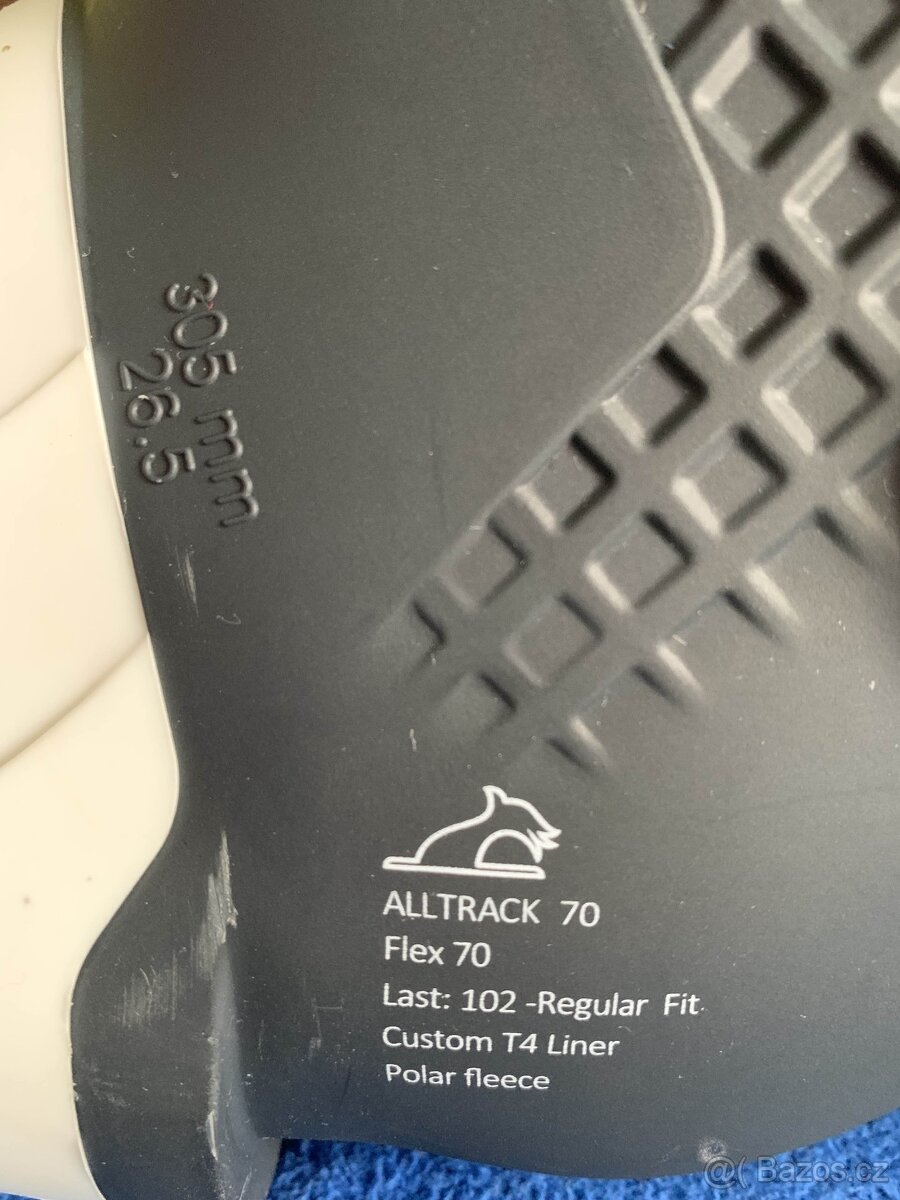 305 mm
26.5
ALLTRACK 70
Flex 70
Last: 102 -Regular Fit
Custom T4 Liner
Polar fleece
@( Bazos.cz